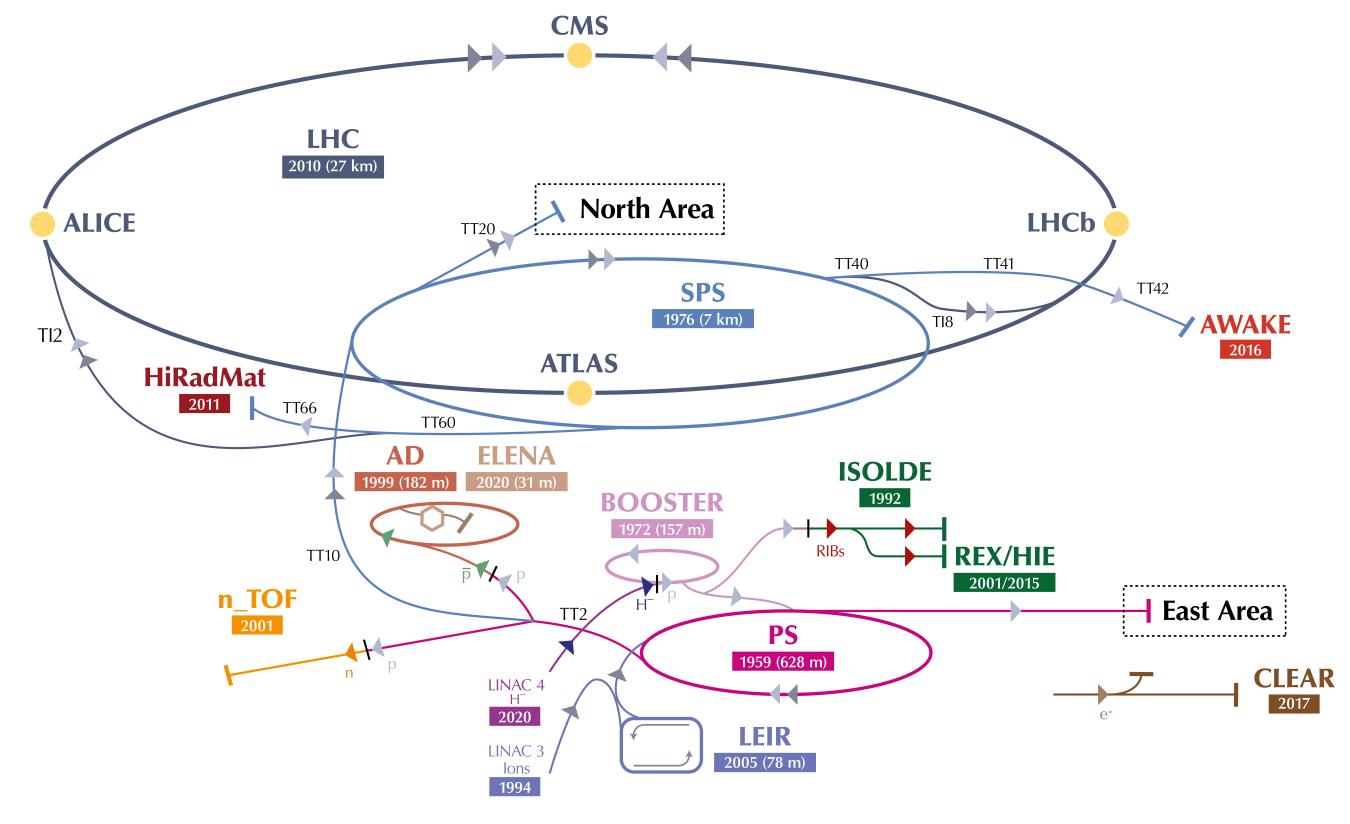 CMS
LHC
2010 (27 km)
ALICE
LHCb
North Area
TT20
TT40
TT41
TT42
SPS
1976 (7 km)
TI8
TI2
AWAKE
2016
ATLAS
HiRadMat
2011
TT66
TT60
AD
1999 (182 m)
ELENA
2020 (31 m)
ISOLDE
1992
BOOSTER
1972 (157 m)
RIBs
REX/HIE
2001/2015
TT10
p̅
p
H⁻
p
n_TOF
2001
TT2
East Area
PS
1959 (628 m)
n
p
LINAC 4
H⁻
2020
CLEAR
2017
e⁻
LEIR
2005 (78 m)
LINAC 3
Ions
1994